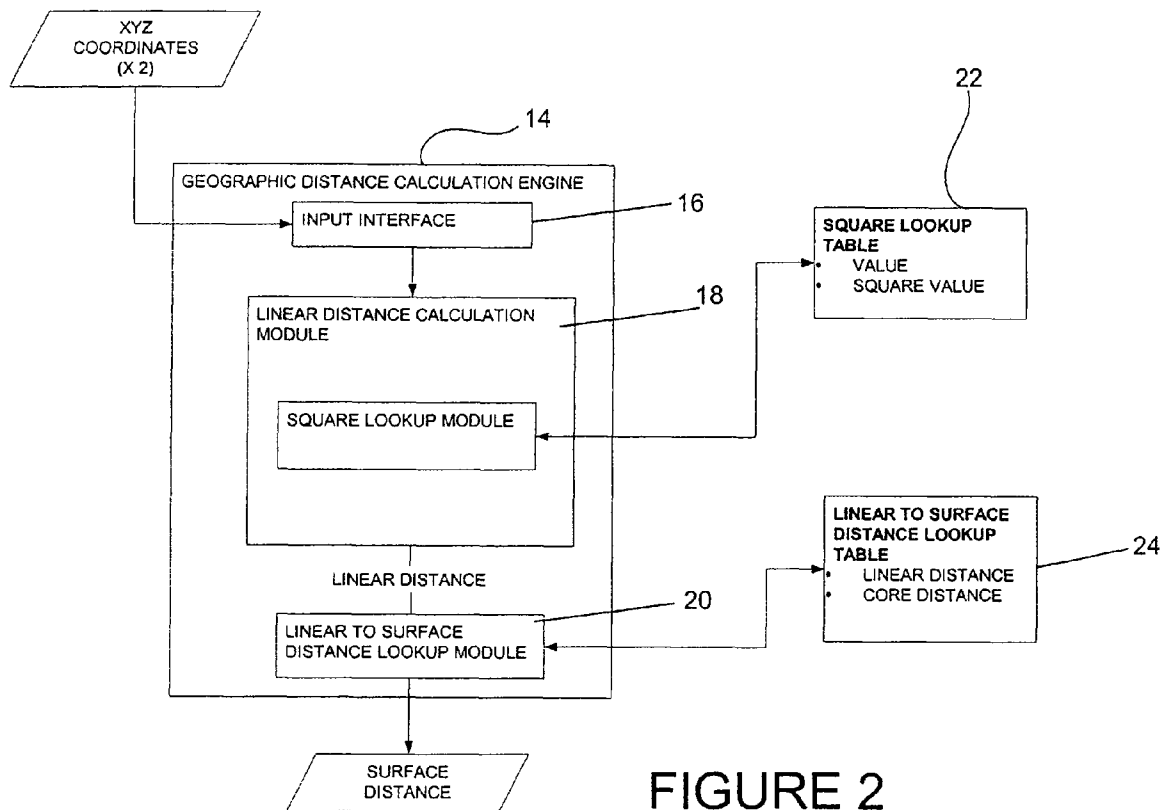 XYZ
COORDINATES
(X 2)
14
22
GEOGRAPHIC DISTANCE CALCULATION ENGINE
INPUT INTERFACE
16
SQUARE LOOKUP
TABLE
• VALUE
• SQUARE VALUE
LINEAR DISTANCE CALCULATION
MODULE
18
SQUARE LOOKUP MODULE
LINEAR TO SURFACE
DISTANCE LOOKUP
TABLE
• LINEAR DISTANCE
• CORE DISTANCE
24
LINEAR DISTANCE
20
LINEAR TO SURFACE
DISTANCE LOOKUP MODULE
SURFACE
DISTANCE
FIGURE 2